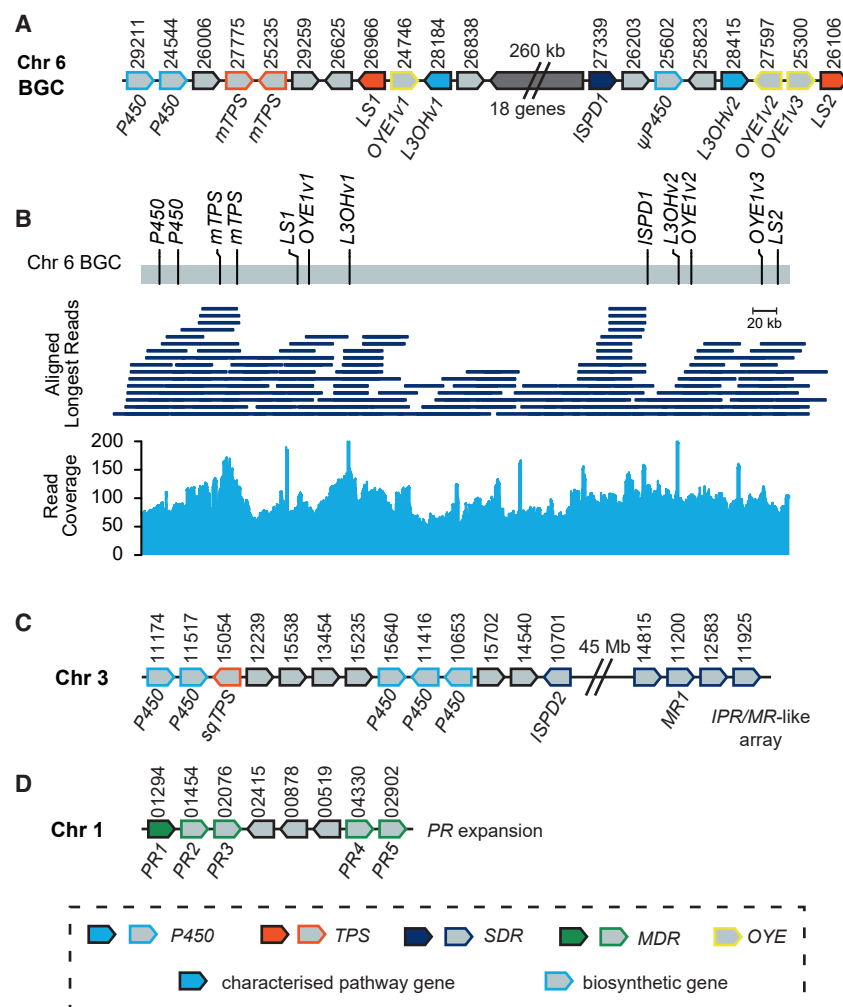 A
Chr 6
BGC
29211 24544 26006 27775 25235 29259 26625 26966 24746 28184 26838 260 kb 27339 26203 25602 25823 28415 27597 25300 26106
18 genes
P450 P450 mTPS mTPS LS1 OYE1v1 L3OHv1 ISPD1 ψP450 L3OHv2 OYE1v2 OYE1v3 LS2
B
P450 P450 mTPS mTPS LS1 OYE1v1 L3OHv1 ISPD1 L3OHv2 OYE1v2 OYE1v3 LS2
Chr 6 BGC
Aligned
Longest Reads
20 kb
Read
Coverage
200
150
100
50
0
C
11174 11517 15054 12239 15538 13454 15235 15640 11416 10653 15702 14540 10701 45 Mb 14815 11200 12583 11925
Chr 3
P450 P450 sqTPS P450 P450 P450 ISPD2 MR1 IPR/MR-like
array
D
01294 01454 02076 02415 00878 00519 04330 02902
Chr 1
PR expansion
PR1 PR2 PR3 PR4 PR5
P450 TPS SDR MDR OYE
characterised pathway gene biosynthetic gene